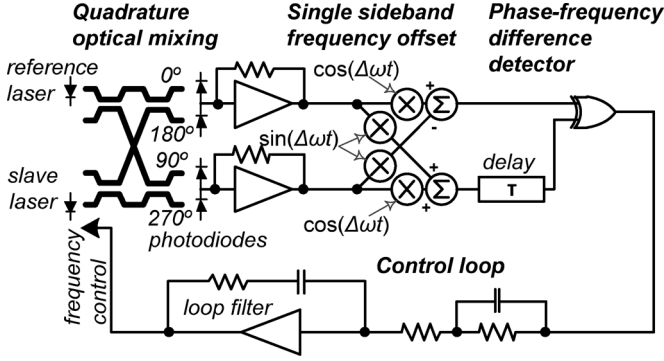 Quadrature
optical mixing
Single sideband
frequency offset
Phase-frequency
difference
detector
reference
laser
0º
180º
90º
270º
slave
laser
photodiodes
cos(Δωt)
sin(Δωt)
cos(Δωt)
X
X
X
X
Σ
Σ
+
-
+
+
delay
τ
frequency
control
loop filter
Control loop